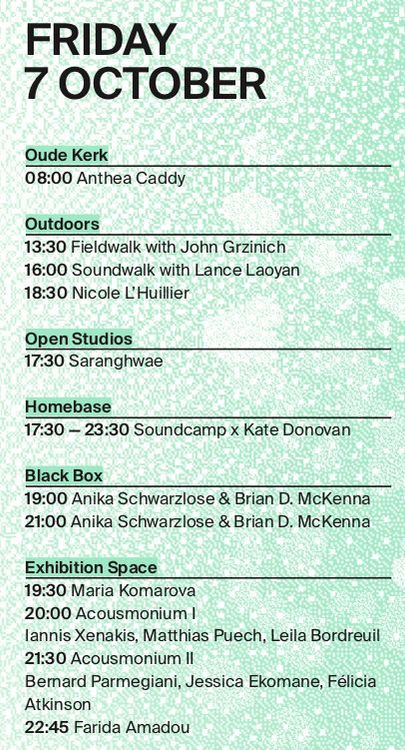 FRIDAY
7 OCTOBER
Oude Kerk
08:00 Anthea Caddy
Outdoors
13:30 Fieldwalk with John Grzinich
16:00 Soundwalk with Lance Laoyan
18:30 Nicole L’Huillier
Open Studios
17:30 Saranghwae
Homebase
17:30 – 23:30 Soundcamp x Kate Donovan
Black Box
19:00 Anika Schwarzlose & Brian D. McKenna
21:00 Anika Schwarzlose & Brian D. McKenna
Exhibition Space
19:30 Maria Komarova
20:00 Acousmonium I
Iannis Xenakis, Matthias Puech, Leila Bordreuil
21:30 Acousmonium II
Bernard Parmegiani, Jessica Ekomane, Félicia
Atkinson
22:45 Farida Amadou